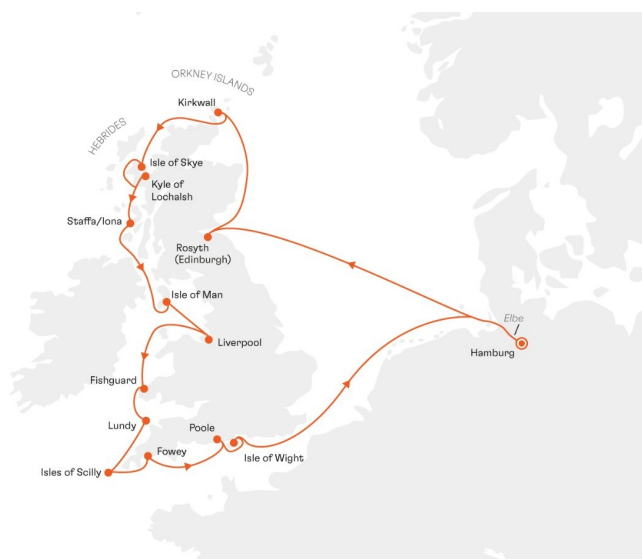 ORKNEY ISLANDS
Kirkwall
HEBRIDES
Isle of Skye
Kyle of
Lochalsh
Staffa/Iona
Rosyth
(Edinburgh)
Isle of Man
Elbe
Liverpool
Hamburg
Fishguard
Lundy
Poole
Fowey
Isle of Wight
Isles of Scilly